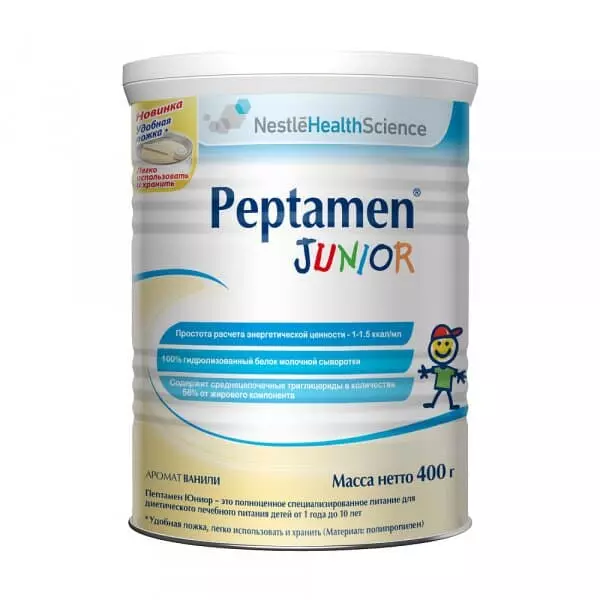 Новинка
Удобная
ложка*
Легко
использовать
и хранить
NestléHealthScience
Peptamen®
JUNIOR
Простота расчета энергетической ценности - 1-1.5 ккал/мл
100% гидролизованный белок молочной сыворотки
Содержит среднецепочечные триглицериды в количестве
56% от жирового компонента
АРОМАТ ВАНИЛИ
Масса нетто 400 г
Пептамен Юниор – это полноценное специализированное питание для
диетического лечебного питания детей от 1 года до 10 лет
*Удобная ложка, легко использовать и хранить (Материал: полипропилен)